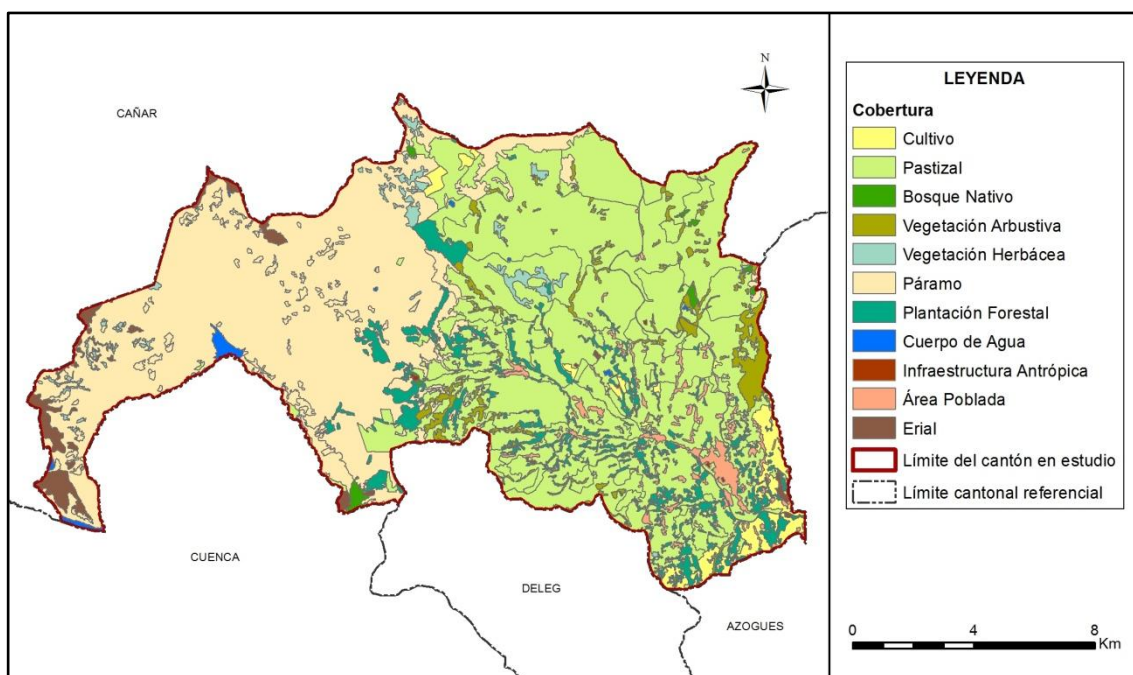 N
CAÑAR
CUENCA
DELEG
AZOGUES
LEYENDA
Cobertura
Cultivo
Pastizal
Bosque Nativo
Vegetación Arbustiva
Vegetación Herbácea
Páramo
Plantación Forestal
Cuerpo de Agua
Infraestructura Antrópica
Área Poblada
Erial
Límite del cantón en estudio
Límite cantonal referencial
0 4 8
Km